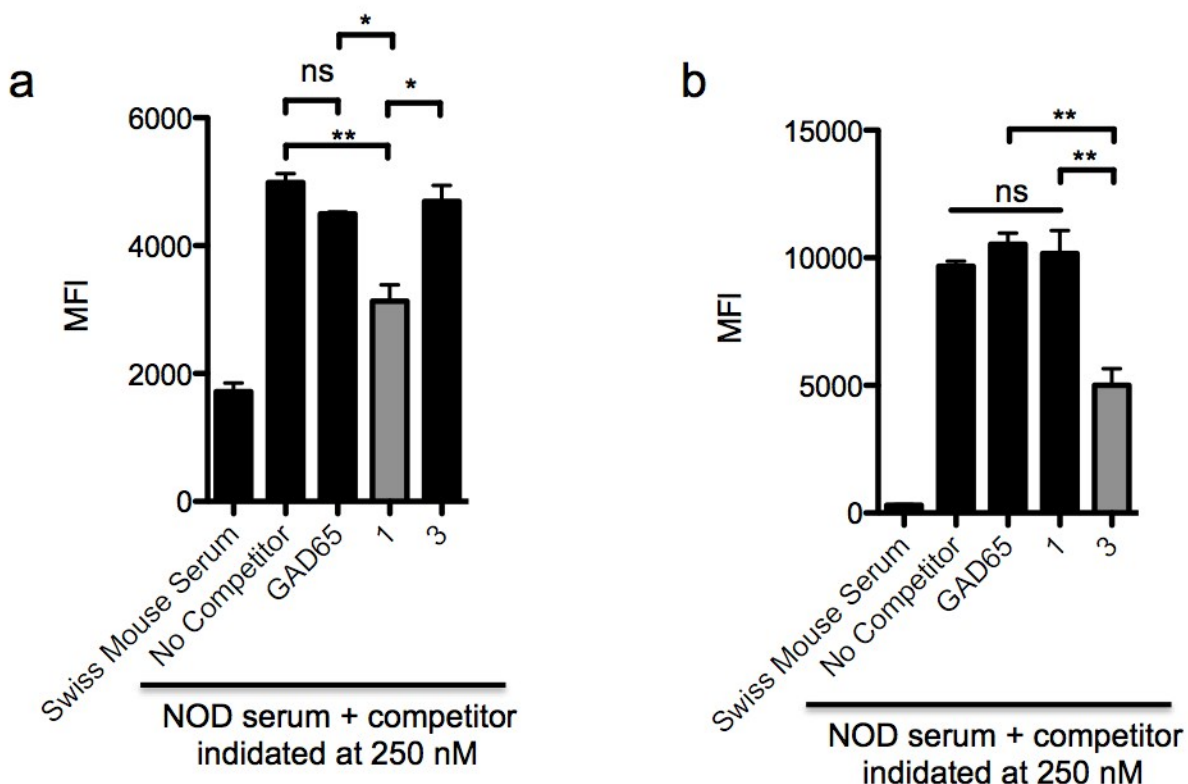 a
*
ns
*
**
6000
4000
2000
0
MFI
Swiss Mouse Serum
No Competitor
GAD65
1
3
NOD serum + competitor
indidated at 250 nM
b
**
**
ns
15000
10000
5000
0
MFI
Swiss Mouse Serum
No Competitor
GAD65
1
3
NOD serum + competitor
indidated at 250 nM